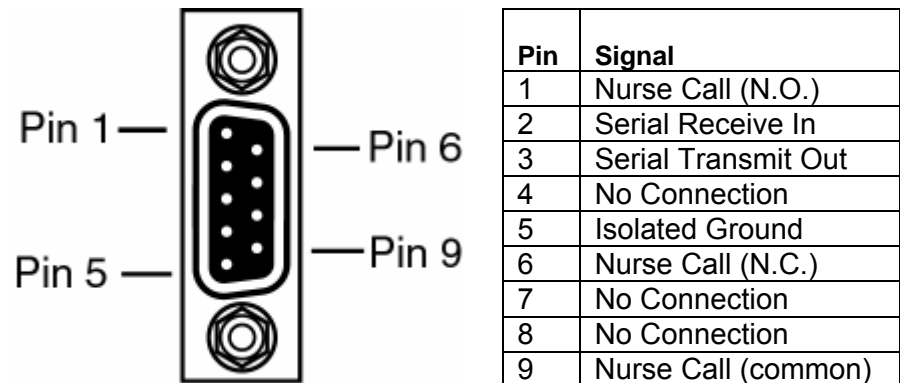 Pin 1
Pin 6
Pin 5
Pin 9
Pin Signal
1 Nurse Call (N.O.)
2 Serial Receive In
3 Serial Transmit Out
4 No Connection
5 Isolated Ground
6 Nurse Call (N.C.)
7 No Connection
8 No Connection
9 Nurse Call (common)